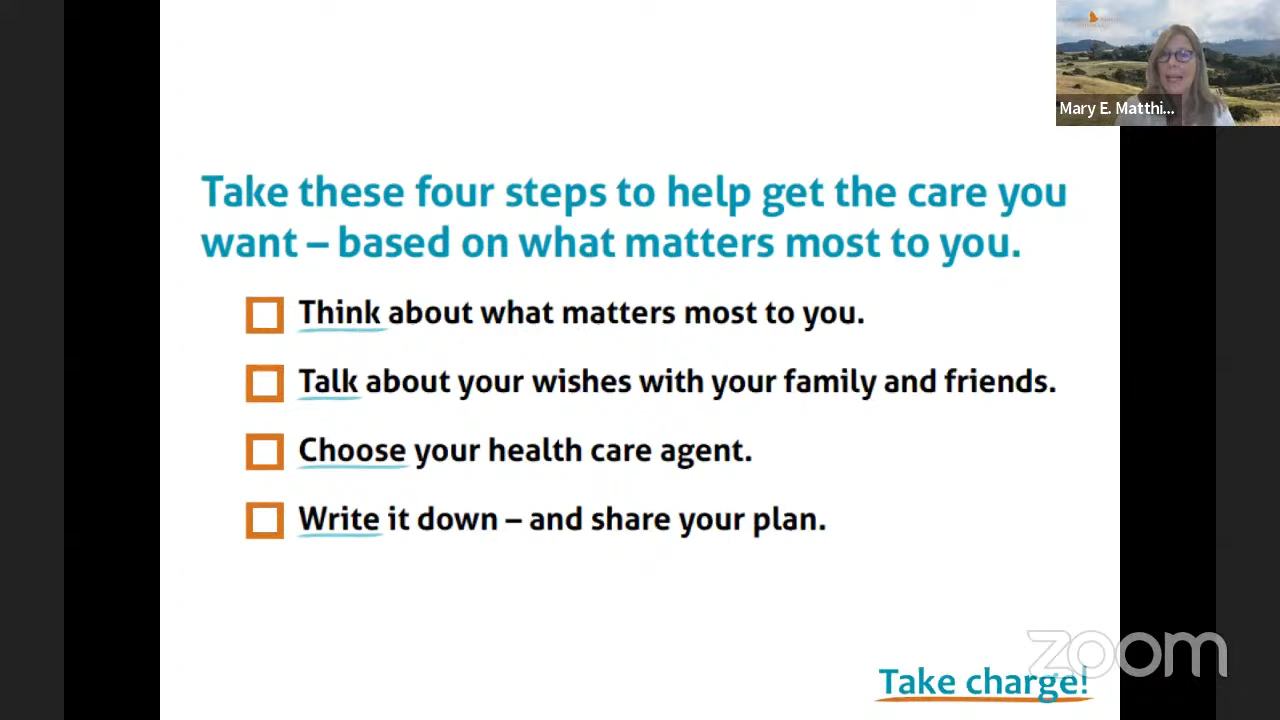 Mary E. Matthi...
Take these four steps to help get the care you
want – based on what matters most to you.
Think about what matters most to you.
Talk about your wishes with your family and friends.
Choose your health care agent.
Write it down – and share your plan.
zoom
Take charge!